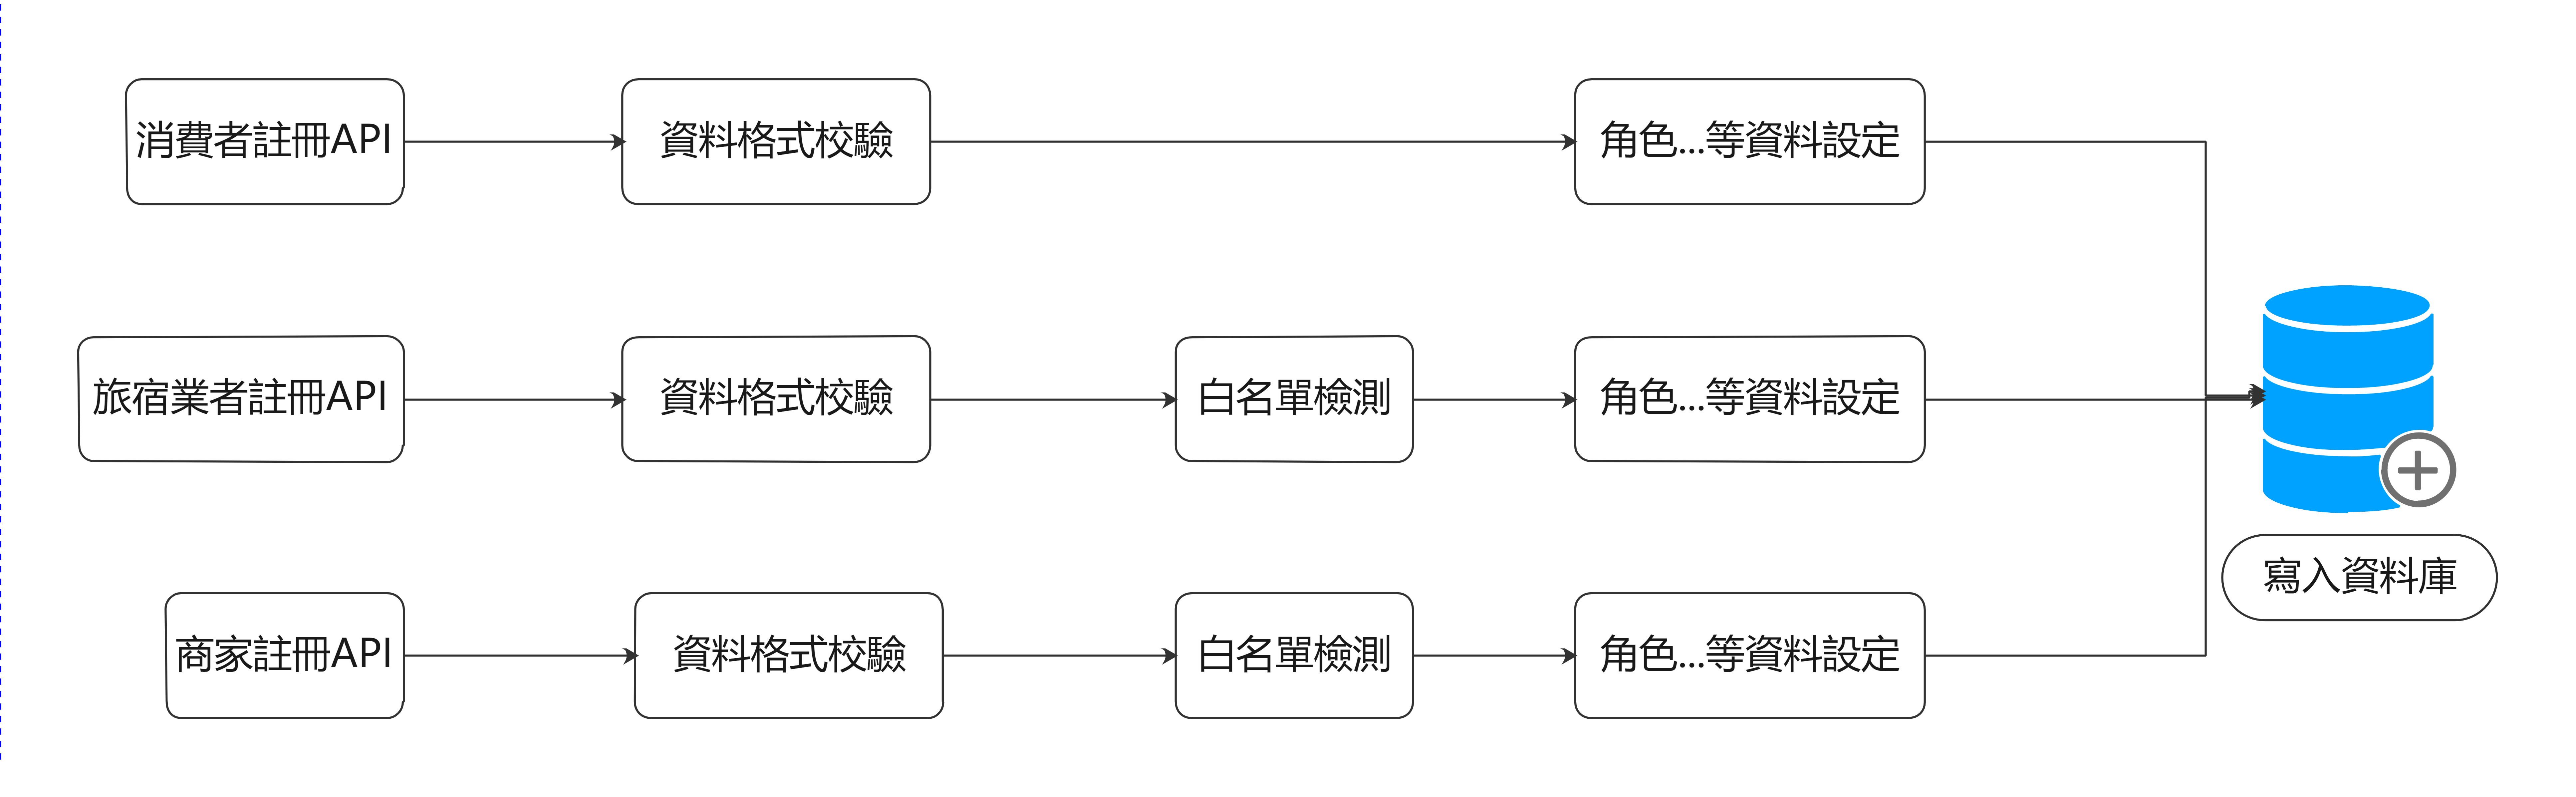 消費者註冊API
資料格式校驗
角色...等資料設定
旅宿業者註冊API
資料格式校驗
白名單檢測
角色...等資料設定
商家註冊API
資料格式校驗
白名單檢測
角色...等資料設定
寫入資料庫